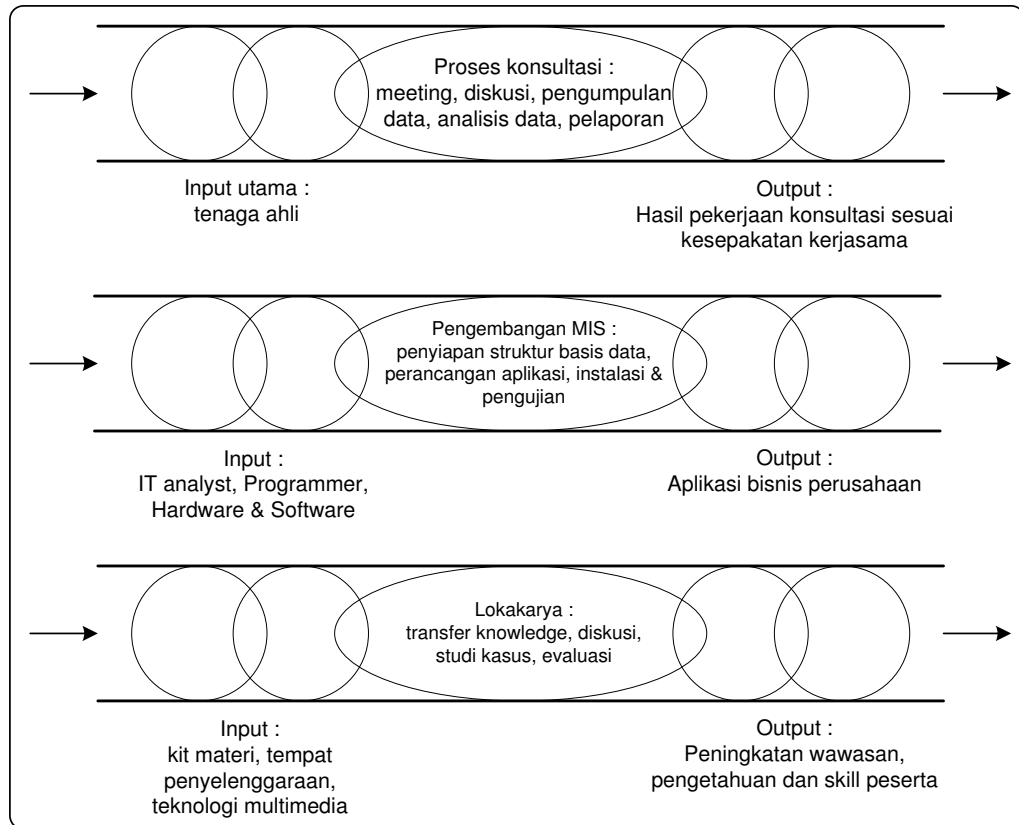 Proses konsultasi :
meeting, diskusi, pengumpulan
data, analisis data, pelaporan
Input utama :
tenaga ahli
Output :
Hasil pekerjaan konsultasi sesuai
kesepakatan kerjasama
Pengembangan MIS :
penyiapan struktur basis data,
perancangan aplikasi, instalasi &
pengujian
Input :
IT analyst, Programmer,
Hardware & Software
Output :
Aplikasi bisnis perusahaan
Lokakarya :
transfer knowledge, diskusi,
studi kasus, evaluasi
Input :
kit materi, tempat
penyelenggaraan,
teknologi multimedia
Output :
Peningkatan wawasan,
pengetahuan dan skill peserta